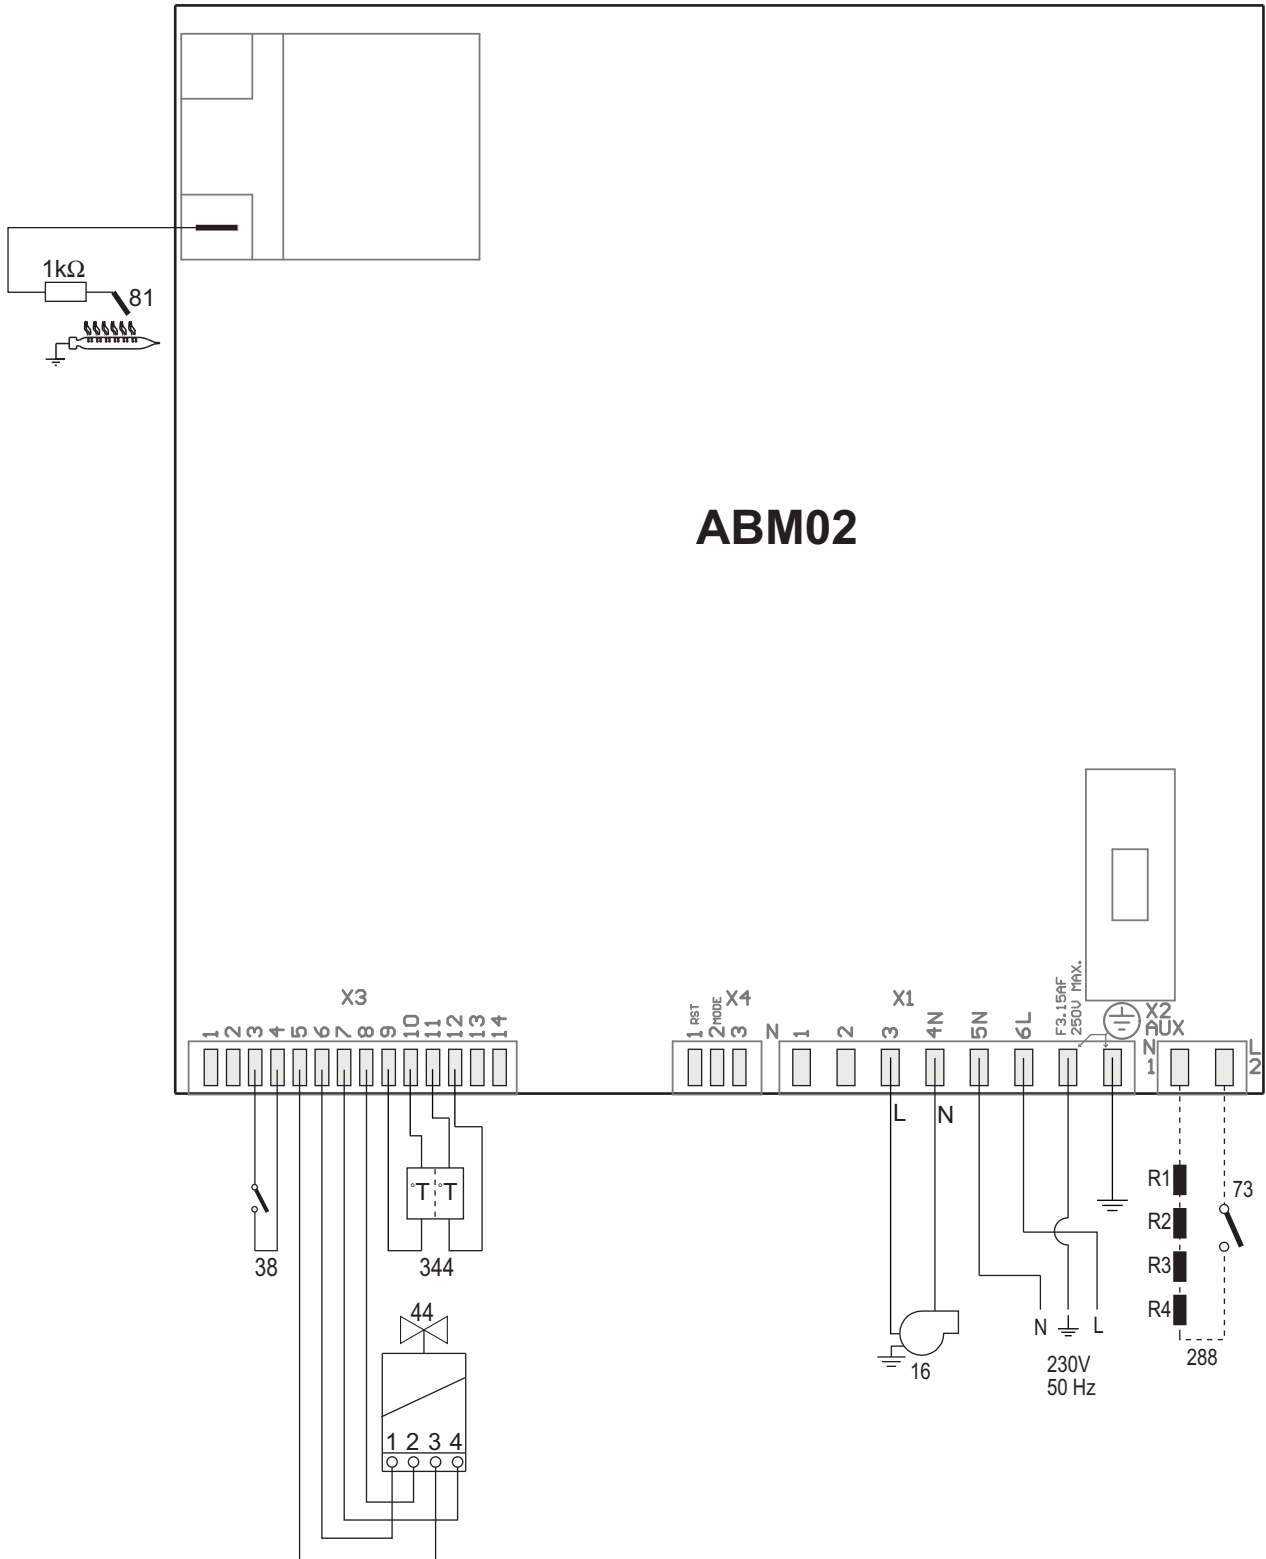 1kΩ
81
ABM02
X3
1 2 3 4 5 6 7 8 9 10 11 12 13 14
X4
1 RST
2 MODE
3
X1
N 1 2 3 4N 5N 6L
F3.15AF
250V MAX.
X2
AUX
N
1
L
2
L N
°T °T
38
344
44
1 2 3 4
16
N L
230V
50 Hz
R1
R2
R3
R4
73
288